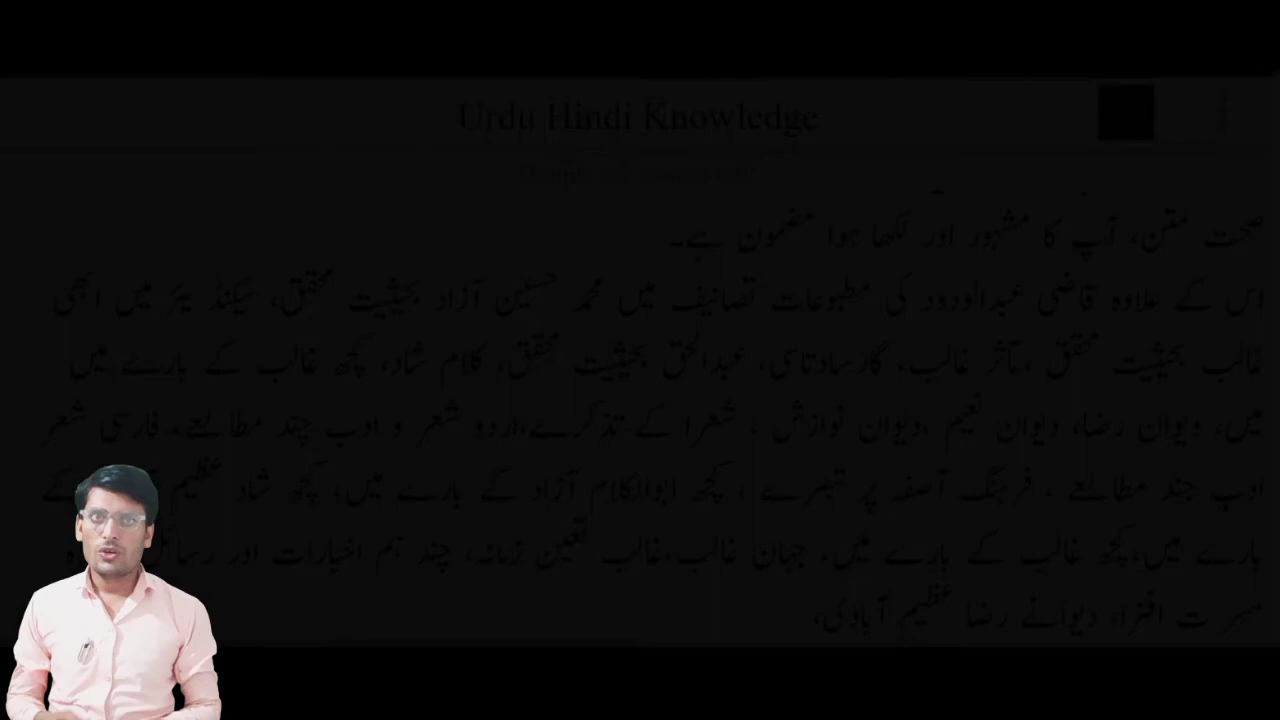 Urdu Hindi Knowledge
صحت متن، آپ کا مشہور اور لکھا ہوا مضمون ہے۔
اس کے علاوہ قاضی عبدالودود کی مطبوعات تصانیف میں محمد حسین آزاد بحیثیت محقق، سیکنڈ یئر میں ابھی
غالب بحیثیت محقق ،مآثر غالب، گارسادتاسی، عبدالحق بحیثیت محقق، کلام شاد، کچھ غالب کے بارے میں
میں، دیوان رضا، دیوان نعیم ،دیوان نوازش ، شعرا کے تذکرے،اردو شعر و ادب چند مطالعے، فارسی شعر
ادب چند مطالعے ، فرہنگ آصفہ پر تبصرے ، کچھ ابوالکلام آزاد کے بارے میں، کچھ شاد عظیم کے
بارے میں،کچھ غالب کے بارے میں، جہان غالب،غالب تعین زمانہ، چند ہم اخبارات اور رسائل
مسرت افزا، دیوانے رضا عظیم آبادی،